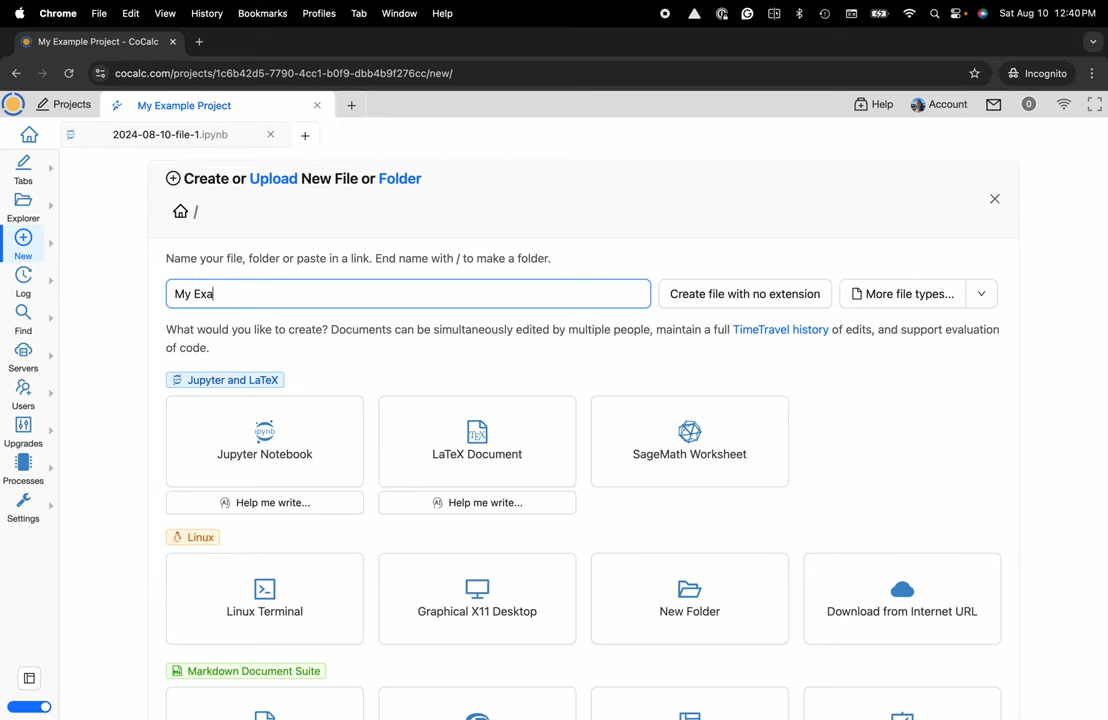 Chrome File Edit View History Bookmarks Profiles Tab Window Help Sat Aug 10 12:40 PM
My Example Project - CoCalc
cocalc.com/projects/1c6b42d5-7790-4cc1-b0f9-dbb4b9f276cc/new/ Incognito
Projects My Example Project Help Account 0
2024-08-10-file-1.ipynb
Tabs
Explorer
New
Log
Find
Servers
Users
Upgrades
Processes
Settings
Create or Upload New File or Folder
/
Name your file, folder or paste in a link. End name with / to make a folder.
My Exa Create file with no extension More file types...
What would you like to create? Documents can be simultaneously edited by multiple people, maintain a full TimeTravel history of edits, and support evaluation
of code.
Jupyter and LaTeX
ipynb TEX
Jupyter Notebook LaTeX Document SageMath Worksheet
AI Help me write... AI Help me write...
Linux
Linux Terminal Graphical X11 Desktop New Folder Download from Internet URL
Markdown Document Suite